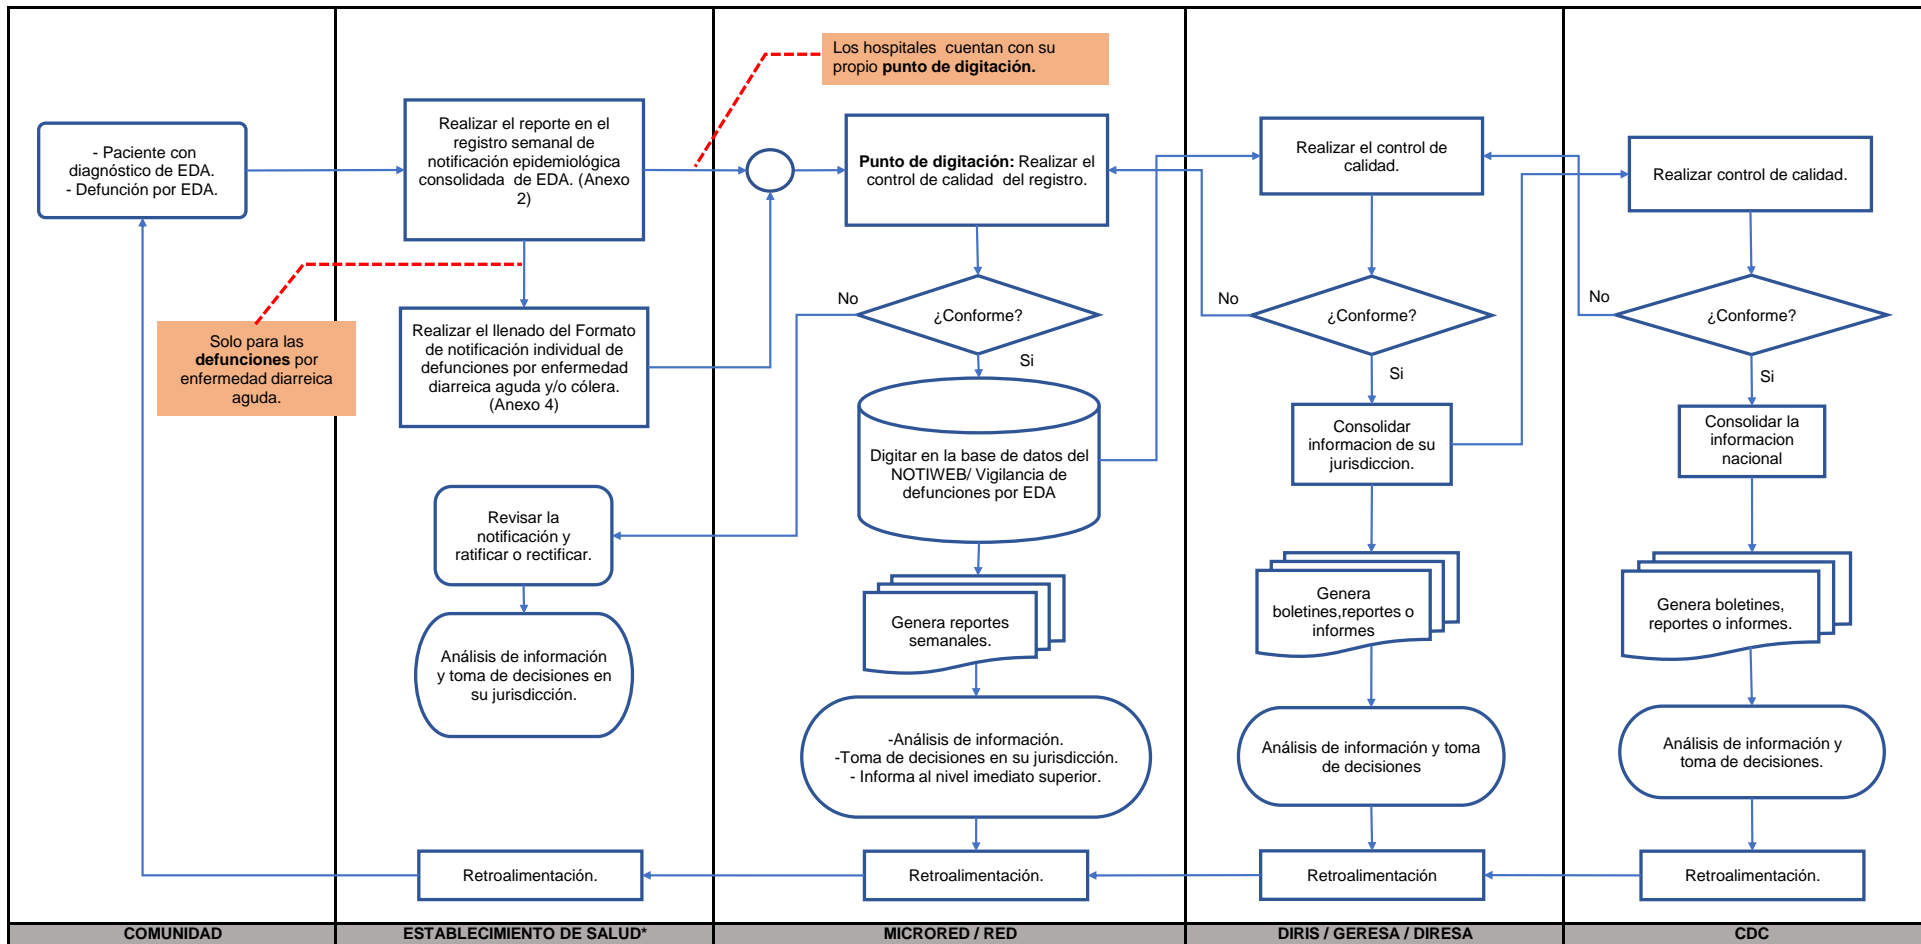 Los hospitales  cuentan con su
propio punto de digitación.
- Paciente con
diagnóstico de EDA.
- Defunción por EDA.
Realizar el reporte en el
registro semanal de
notificación epidemiológica
consolidada  de EDA. (Anexo
2)
Solo para las
defunciones por
enfermedad diarreica
aguda.
Realizar el llenado del Formato
de notificación individual de
defunciones por enfermedad
diarreica aguda y/o cólera.
(Anexo 4)
Revisar la
notificación y
ratificar o rectificar.
Análisis de información
y toma de decisiones en
su jurisdicción.
Retroalimentación.
Punto de digitación: Realizar el
control de calidad  del registro.
No
¿Conforme?
Si
Digitar en la base de datos del
NOTIWEB/ Vigilancia de
defunciones por EDA
Genera reportes
semanales.
-Análisis de información.
-Toma de decisiones en su jurisdicción.
- Informa al nivel imediato superior.
Retroalimentación.
Realizar el control de
calidad.
No
¿Conforme?
Si
Consolidar
informacion de su
jurisdiccion.
Genera
boletines,reportes o
informes
Análisis de información y toma
de decisiones
Retroalimentación
Realizar control de calidad.
No
¿Conforme?
Si
Consolidar la
informacion
nacional
Genera boletines,
reportes o informes.
Análisis de información y
toma de decisiones.
Retroalimentación.
COMUNIDAD
ESTABLECIMIENTO DE SALUD*
MICRORED / RED
DIRIS / GERESA / DIRESA
CDC